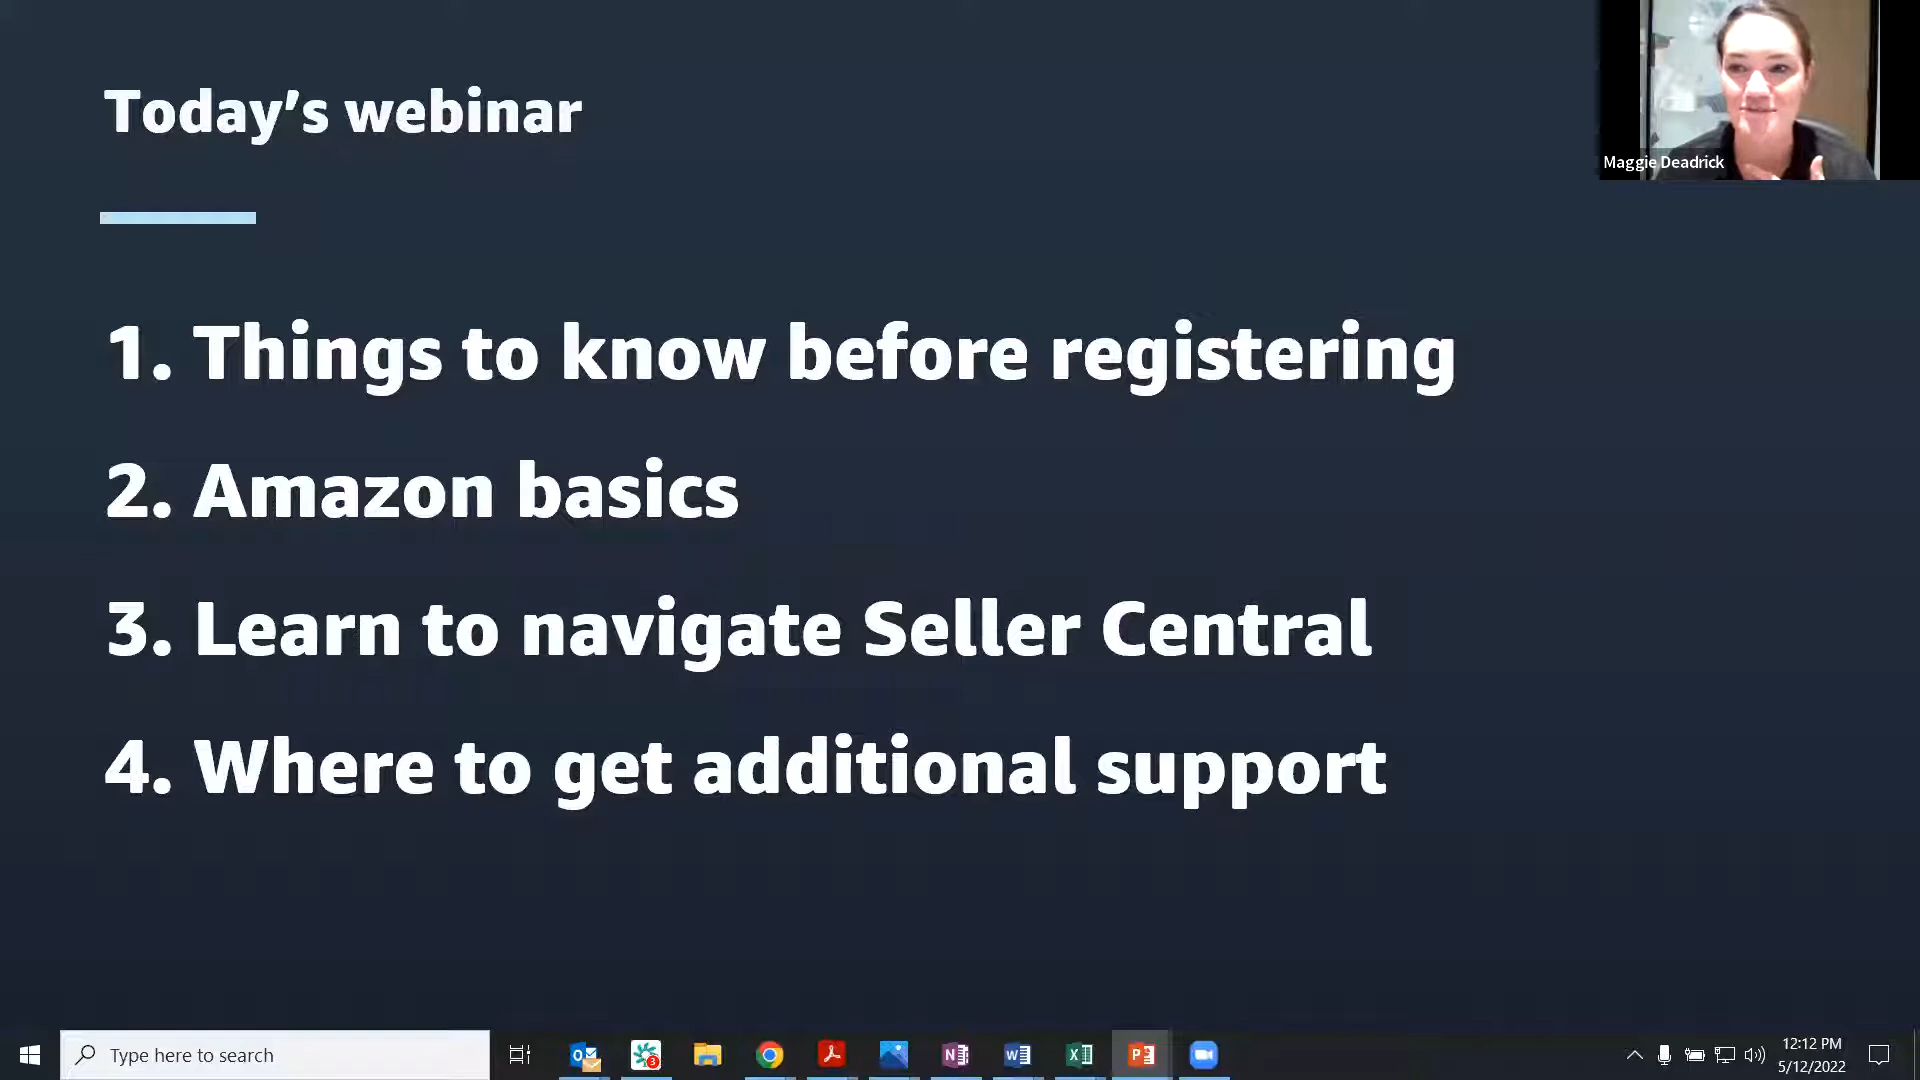 Today’s webinar
Maggie Deadrick
1. Things to know before registering
2. Amazon basics
3. Learn to navigate Seller Central
4. Where to get additional support
Type here to search
12:12 PM
5/12/2022